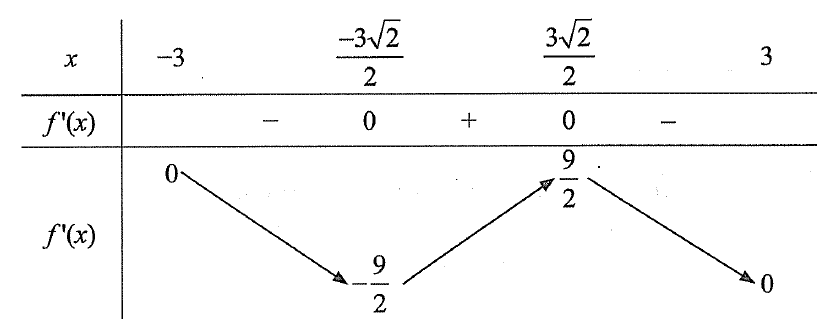 x −3 −3√2/2 3√2/2 3
f'(x) − 0 + 0 −
f'(x) 0 −9/2 9/2 0